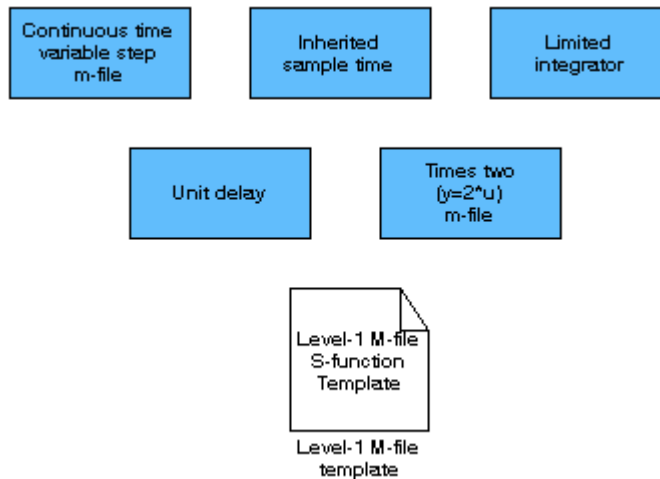 Continuous time
variable step
m-file
Inherited
sample time
Limited
integrator
Unit delay
Times two
(y=2*u)
m-file
Level-1 M-file
S-function
Template
Level-1 M-file
template